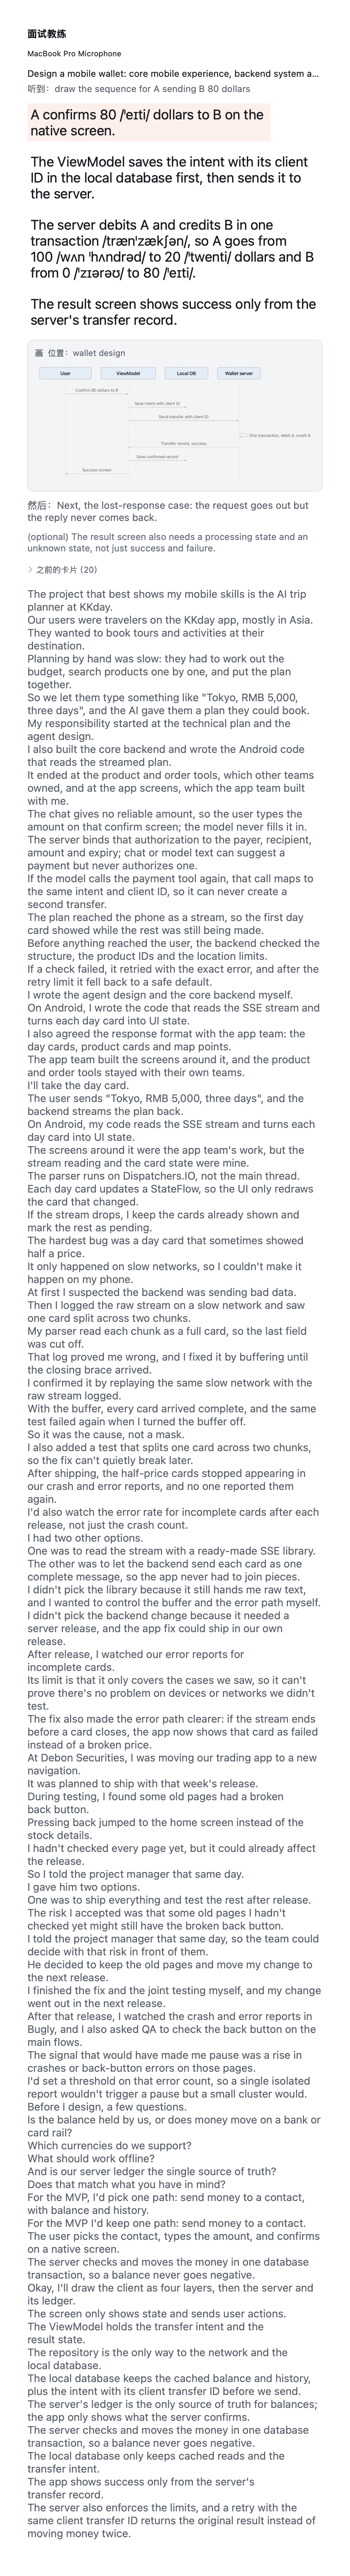 面试教练
MacBook Pro Microphone
Design a mobile wallet: core mobile experience, backend system a...
听到：draw the sequence for A sending B 80 dollars
A confirms 80 /ˈeɪti/ dollars to B on the
native screen.
The ViewModel saves the intent with its client
ID in the local database first, then sends it to
the server.
The server debits A and credits B in one
transaction /trænˈzækʃən/, so A goes from
100 /wʌn ˈhʌndrəd/ to 20 /ˈtwenti/ dollars and B
from 0 /ˈzɪərəʊ/ to 80 /ˈeɪti/.
The result screen shows success only from the
server's transfer record.
画 位置：wallet design
User
ViewModel
Local DB
Wallet server
Confirm 80 dollars to B
Save intent with client ID
Send transfer with client ID
One transaction, debit A, credit B
Transfer record, success
Save confirmed record
Success screen
然后：Next, the lost-response case: the request goes out but
the reply never comes back.
(optional) The result screen also needs a processing state and an
unknown state, not just success and failure.
之前的卡片 (20)
The project that best shows my mobile skills is the AI trip
planner at KKday.
Our users were travelers on the KKday app, mostly in Asia.
They wanted to book tours and activities at their
destination.
Planning by hand was slow: they had to work out the
budget, search products one by one, and put the plan
together.
So we let them type something like "Tokyo, RMB 5,000,
three days", and the AI gave them a plan they could book.
My responsibility started at the technical plan and the
agent design.
I also built the core backend and wrote the Android code
that reads the streamed plan.
It ended at the product and order tools, which other teams
owned, and at the app screens, which the app team built
with me.
The chat gives no reliable amount, so the user types the
amount on that confirm screen; the model never fills it in.
The server binds that authorization to the payer, recipient,
amount and expiry; chat or model text can suggest a
payment but never authorizes one.
If the model calls the payment tool again, that call maps to
the same intent and client ID, so it can never create a
second transfer.
The plan reached the phone as a stream, so the first day
card showed while the rest was still being made.
Before anything reached the user, the backend checked the
structure, the product IDs and the location limits.
If a check failed, it retried with the exact error, and after the
retry limit it fell back to a safe default.
I wrote the agent design and the core backend myself.
On Android, I wrote the code that reads the SSE stream and
turns each day card into UI state.
I also agreed the response format with the app team: the
day cards, product cards and map points.
The app team built the screens around it, and the product
and order tools stayed with their own teams.
I'll take the day card.
The user sends "Tokyo, RMB 5,000, three days", and the
backend streams the plan back.
On Android, my code reads the SSE stream and turns each
day card into UI state.
The screens around it were the app team's work, but the
stream reading and the card state were mine.
The parser runs on Dispatchers.IO, not the main thread.
Each day card updates a StateFlow, so the UI only redraws
the card that changed.
If the stream drops, I keep the cards already shown and
mark the rest as pending.
The hardest bug was a day card that sometimes showed
half a price.
It only happened on slow networks, so I couldn't make it
happen on my phone.
At first I suspected the backend was sending bad data.
Then I logged the raw stream on a slow network and saw
one card split across two chunks.
My parser read each chunk as a full card, so the last field
was cut off.
That log proved me wrong, and I fixed it by buffering until
the closing brace arrived.
I confirmed it by replaying the same slow network with the
raw stream logged.
With the buffer, every card arrived complete, and the same
test failed again when I turned the buffer off.
So it was the cause, not a mask.
I also added a test that splits one card across two chunks,
so the fix can't quietly break later.
After shipping, the half-price cards stopped appearing in
our crash and error reports, and no one reported them
again.
I'd also watch the error rate for incomplete cards after each
release, not just the crash count.
I had two other options.
One was to read the stream with a ready-made SSE library.
The other was to let the backend send each card as one
complete message, so the app never had to join pieces.
I didn't pick the library because it still hands me raw text,
and I wanted to control the buffer and the error path myself.
I didn't pick the backend change because it needed a
server release, and the app fix could ship in our own
release.
After release, I watched our error reports for
incomplete cards.
Its limit is that it only covers the cases we saw, so it can't
prove there's no problem on devices or networks we didn't
test.
The fix also made the error path clearer: if the stream ends
before a card closes, the app now shows that card as failed
instead of a broken price.
At Debon Securities, I was moving our trading app to a new
navigation.
It was planned to ship with that week's release.
During testing, I found some old pages had a broken
back button.
Pressing back jumped to the home screen instead of the
stock details.
I hadn't checked every page yet, but it could already affect
the release.
So I told the project manager that same day.
I gave him two options.
One was to ship everything and test the rest after release.
The risk I accepted was that some old pages I hadn't
checked yet might still have the broken back button.
I told the project manager that same day, so the team could
decide with that risk in front of them.
He decided to keep the old pages and move my change to
the next release.
I finished the fix and the joint testing myself, and my change
went out in the next release.
After that release, I watched the crash and error reports in
Bugly, and I also asked QA to check the back button on the
main flows.
The signal that would have made me pause was a rise in
crashes or back-button errors on those pages.
I'd set a threshold on that error count, so a single isolated
report wouldn't trigger a pause but a small cluster would.
Before I design, a few questions.
Is the balance held by us, or does money move on a bank or
card rail?
Which currencies do we support?
What should work offline?
And is our server ledger the single source of truth?
Does that match what you have in mind?
For the MVP, I'd pick one path: send money to a contact,
with balance and history.
For the MVP I'd keep one path: send money to a contact.
The user picks the contact, types the amount, and confirms
on a native screen.
The server checks and moves the money in one database
transaction, so a balance never goes negative.
Okay, I'll draw the client as four layers, then the server and
its ledger.
The screen only shows state and sends user actions.
The ViewModel holds the transfer intent and the
result state.
The repository is the only way to the network and the
local database.
The local database keeps the cached balance and history,
plus the intent with its client transfer ID before we send.
The server's ledger is the only source of truth for balances;
the app only shows what the server confirms.
The server checks and moves the money in one database
transaction, so a balance never goes negative.
The local database only keeps cached reads and the
transfer intent.
The app shows success only from the server's
transfer record.
The server also enforces the limits, and a retry with the
same client transfer ID returns the original result instead of
moving money twice.